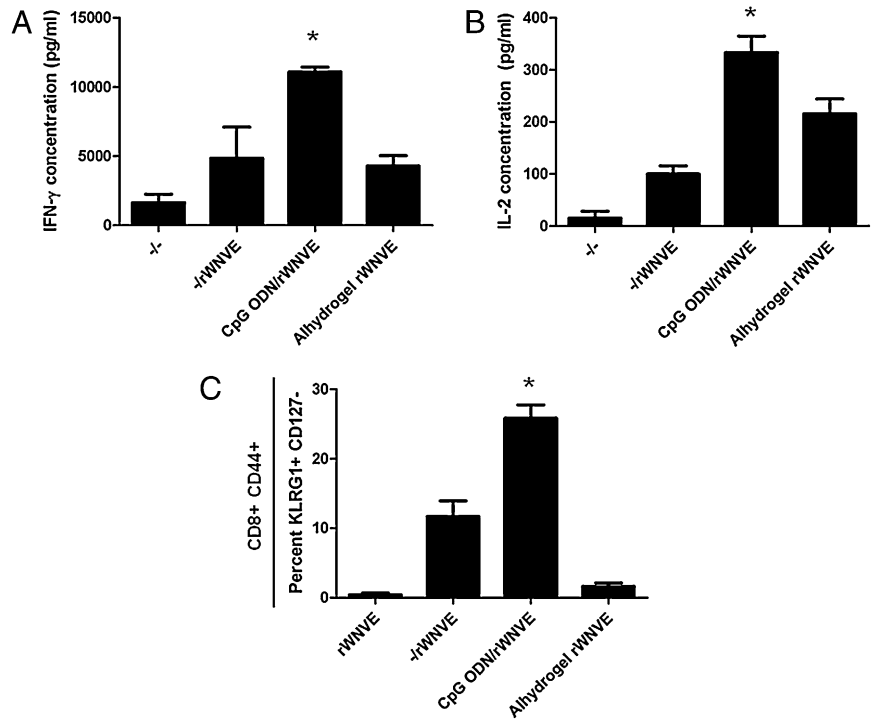 A
IFN-γ concentration (pg/ml)
15000
10000
5000
0
*
-/-
-/rWNVE
CpG ODN/rWNVE
Alhydrogel rWNVE
B
IL-2 concentration (pg/ml)
400
300
200
100
0
*
-/-
-/rWNVE
CpG ODN/rWNVE
Alhydrogel rWNVE
C
CD8+ CD44+
Percent KLRG1+ CD127-
30
20
10
0
*
rWNVE
-/rWNVE
CpG ODN/rWNVE
Alhydrogel rWNVE